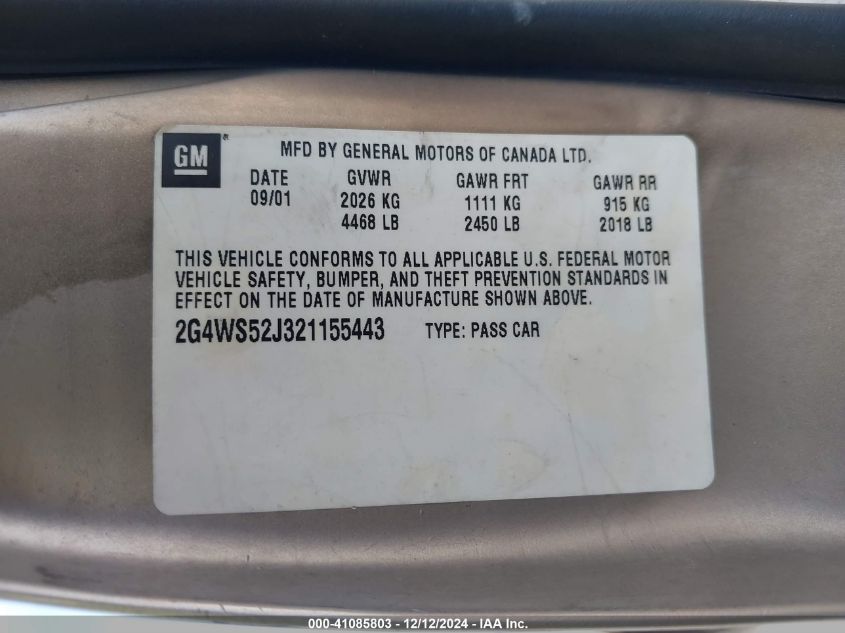 GM
MFD BY GENERAL MOTORS OF CANADA LTD.
DATE GVWR GAWR FRT GAWR RR
09/01 2026 KG 1111 KG 915 KG
4468 LB 2450 LB 2018 LB
THIS VEHICLE CONFORMS TO ALL APPLICABLE U.S. FEDERAL MOTOR
VEHICLE SAFETY, BUMPER, AND THEFT PREVENTION STANDARDS IN
EFFECT ON THE DATE OF MANUFACTURE SHOWN ABOVE.
2G4WS52J321155443 TYPE: PASS CAR
000-41085803 - 12/12/2024 - IAA Inc.